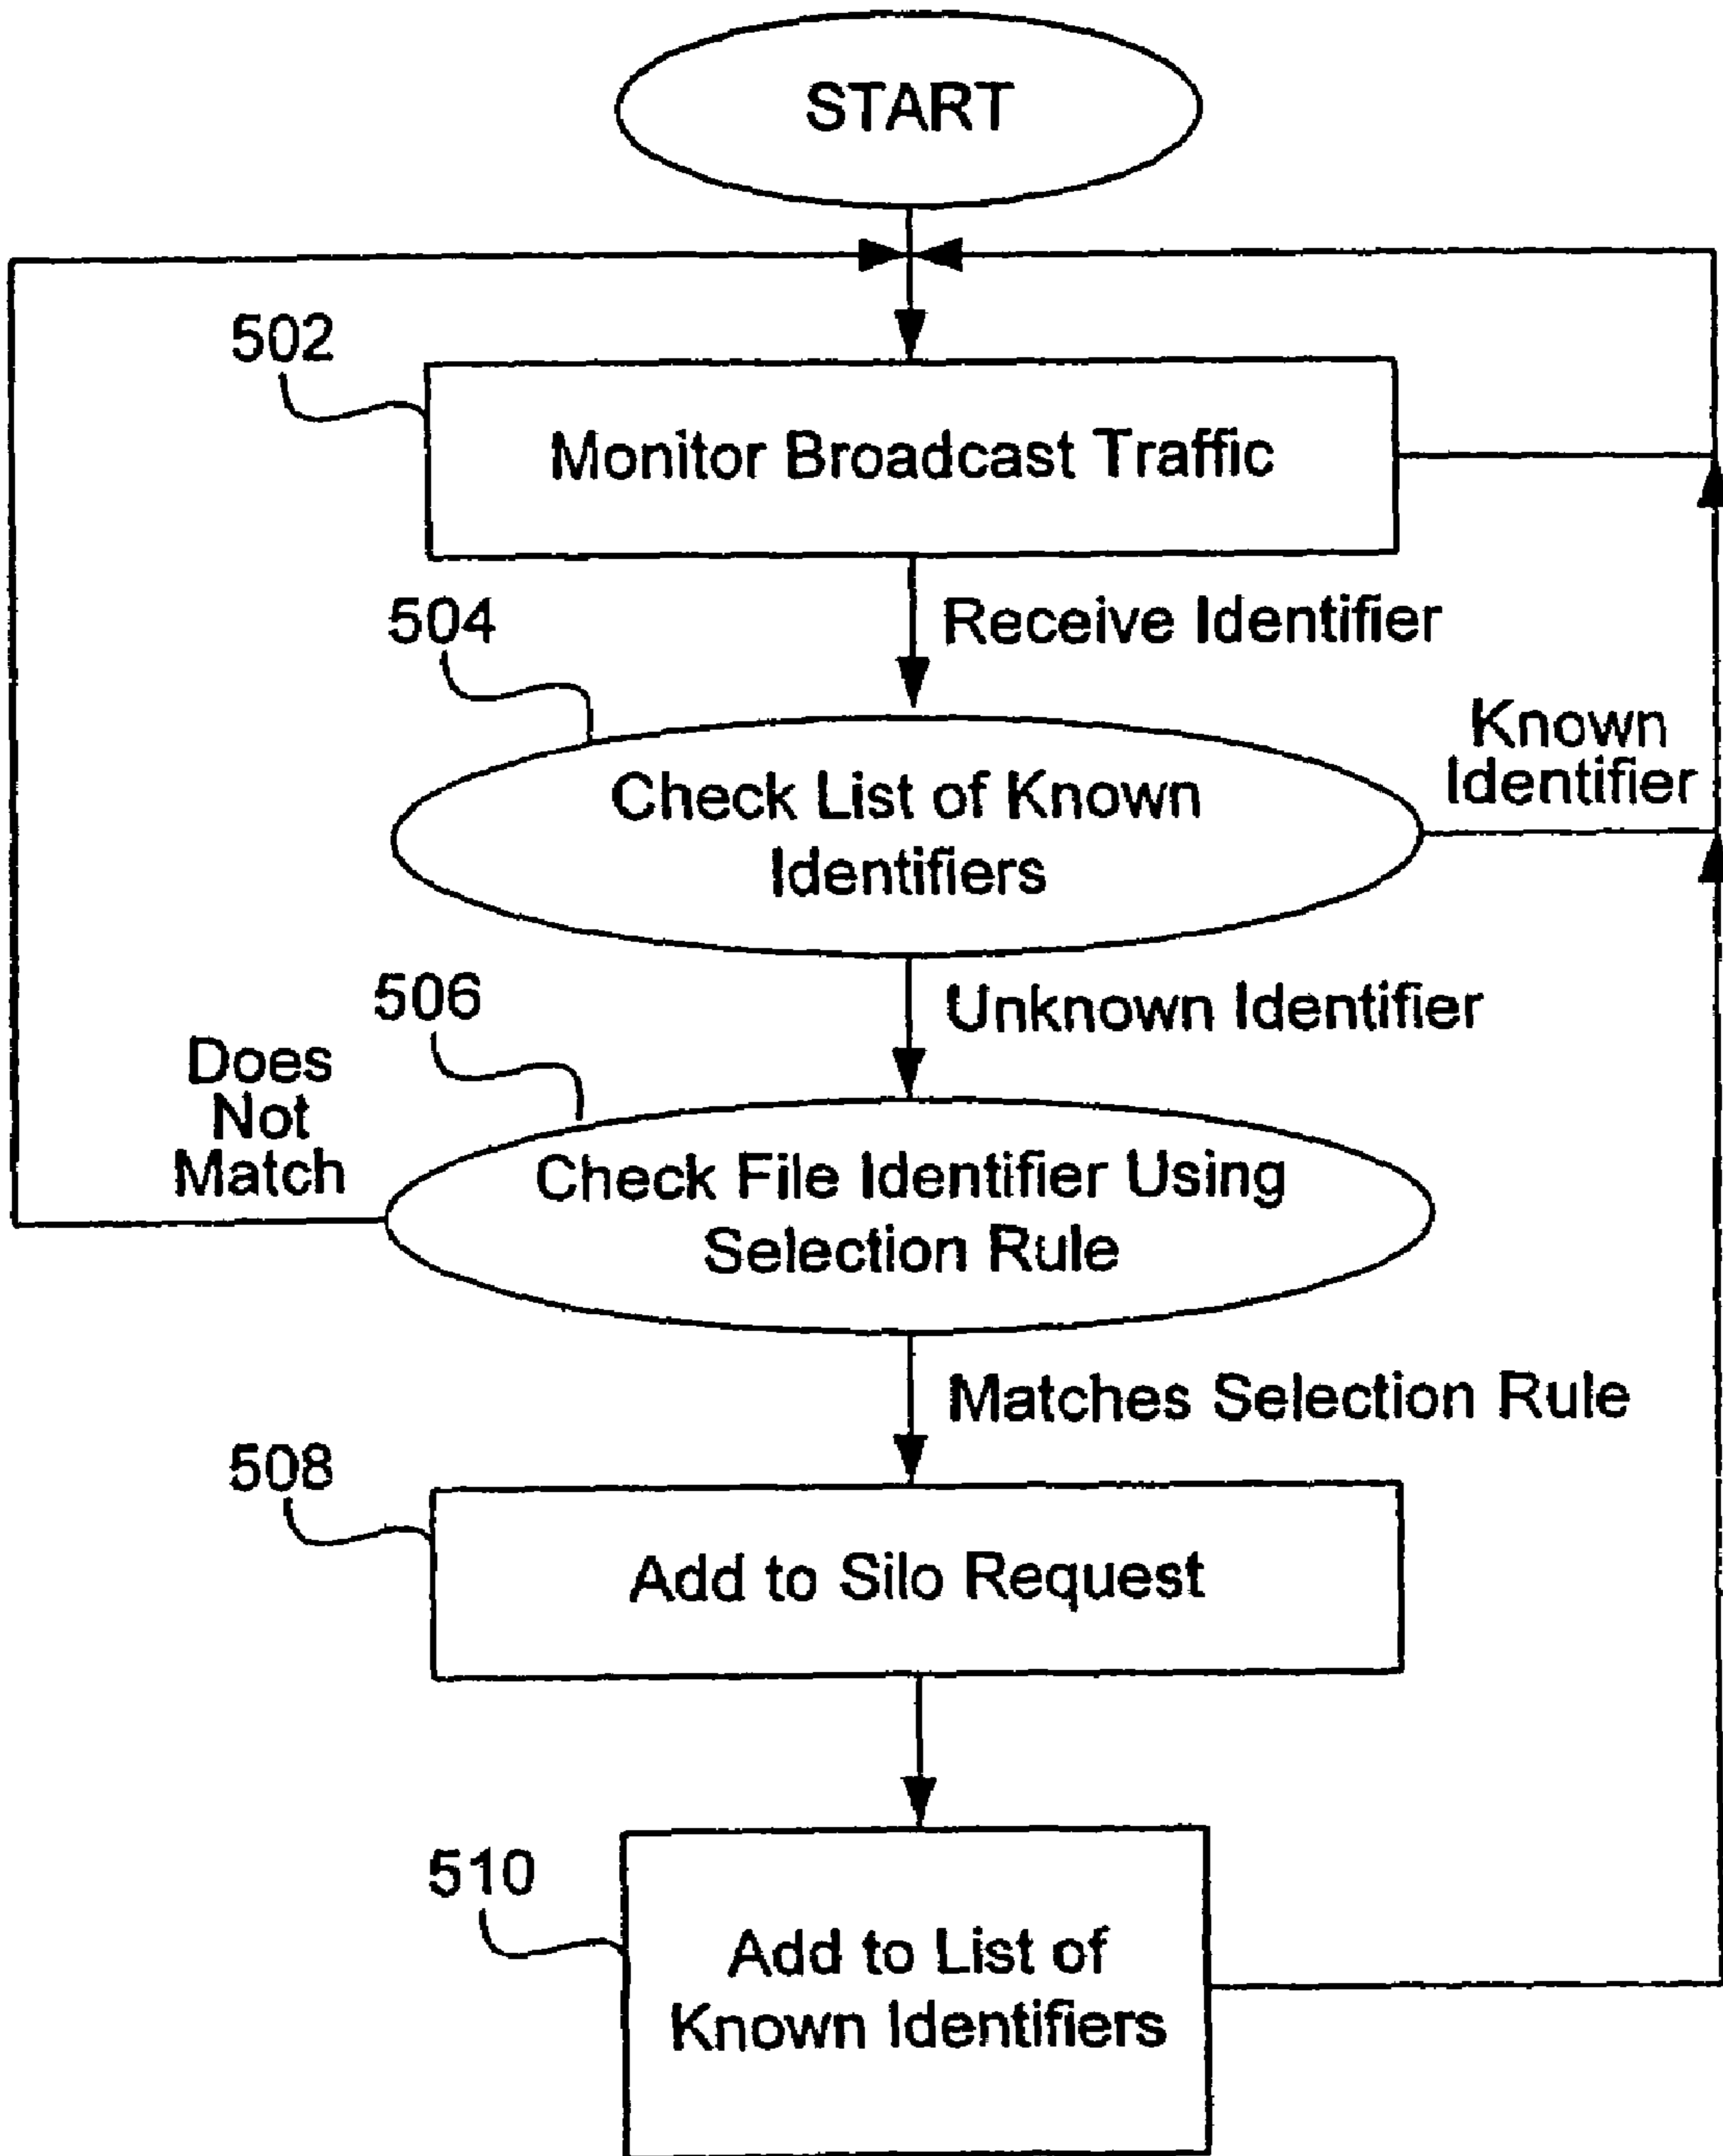 START
502
Monitor Broadcast Traffic
504
Receive Identifier
Known
Identifier
Check List of Known
Identifiers
506
Unknown Identifier
Does
Not
Match
Check File Identifier Using
Selection Rule
Matches Selection Rule
508
Add to Silo Request
510
Add to List of
Known Identifiers